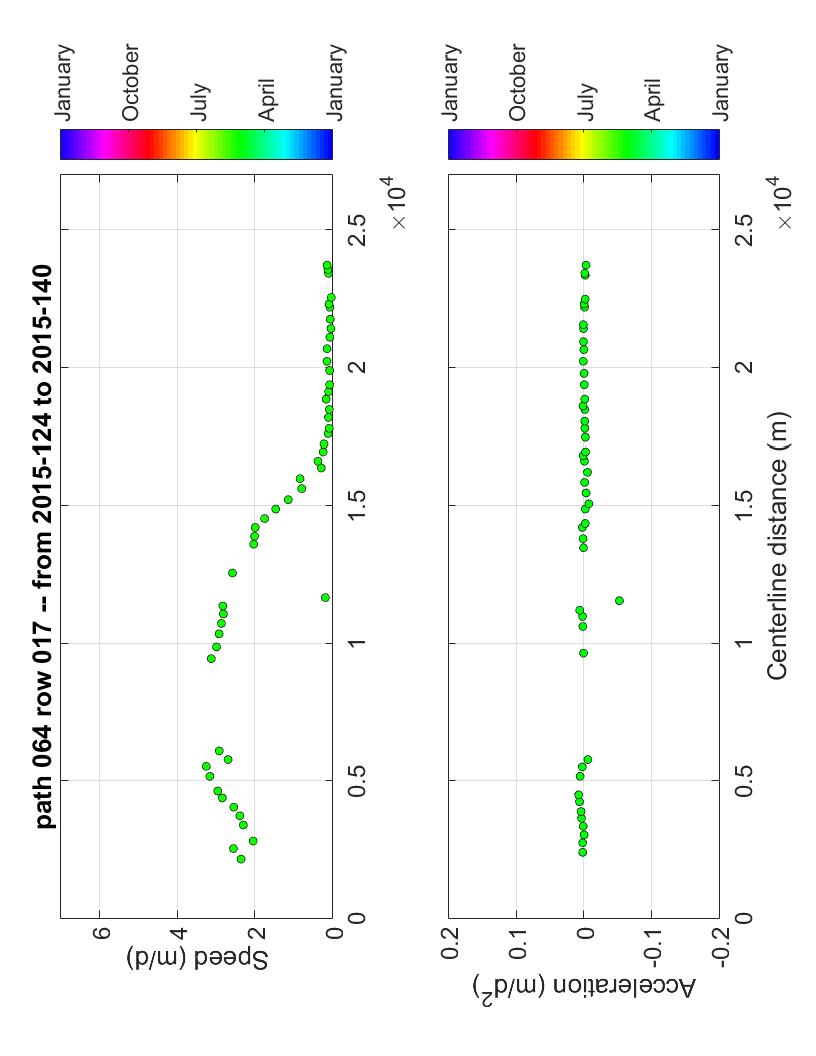 path 064 row 017 -- from 2015-124 to 2015-140
Speed (m/d)
6
4
2
0
0
0.5
1
1.5
2
2.5
×10^4
January
October
July
April
January
Acceleration (m/d^2)
0.2
0.1
0
-0.1
-0.2
0
0.5
1
1.5
2
2.5
×10^4
Centerline distance (m)
January
October
July
April
January